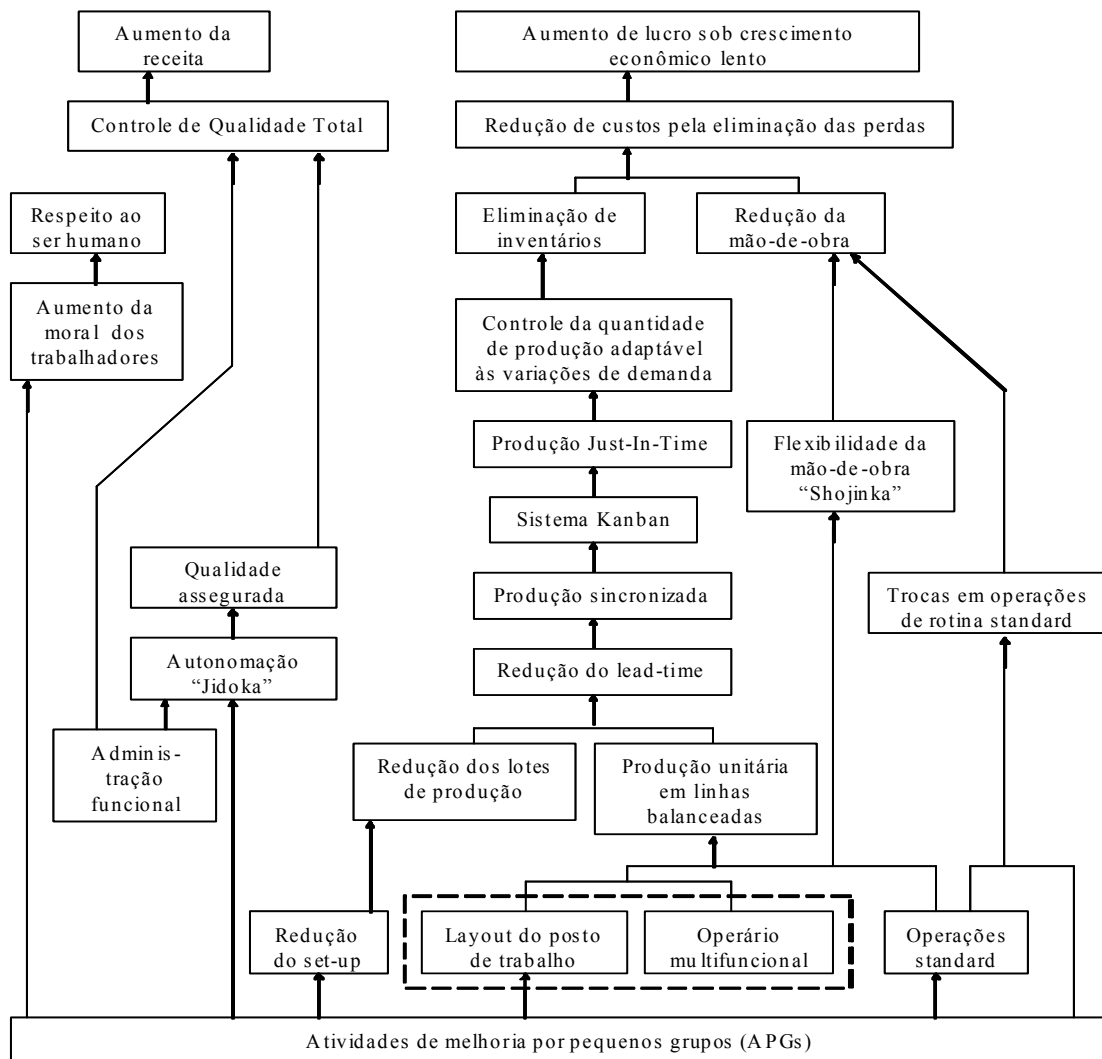 Aumento da
receita
Aumento de lucro sob crescimento
econômico lento
Controle de Qualidade Total
Redução de custos pela eliminação das perdas
Respeito ao
ser humano
Eliminação de
inventários
Redução da
mão-de-obra
Aumento da
moral dos
trabalhadores
Controle da quantidade
de produção adaptável
às variações de demanda
Produção Just-In-Time
Flexibilidade da
mão-de-obra
“Shojinka”
Sistema Kanban
Qualidade
assegurada
Produção sincronizada
Trocas em operações
de rotina standard
Autonomação
“Jidoka”
Redução do lead-time
Adminis-
tração
funcional
Redução dos lotes
de produção
Produção unitária
em linhas
balanceadas
Redução
do set-up
Layout do posto
de trabalho
Operário
multifuncional
Operações
standard
Atividades de melhoria por pequenos grupos (APGs)